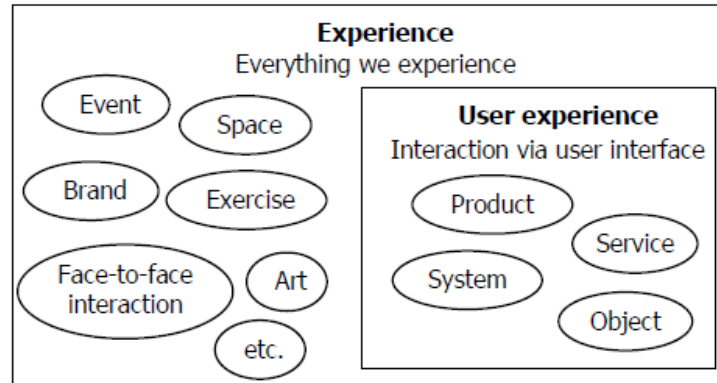 Experience
Everything we experience
Event
Space
Brand
Exercise
Face-to-face
interaction
Art
etc.
User experience
Interaction via user interface
Product
Service
System
Object